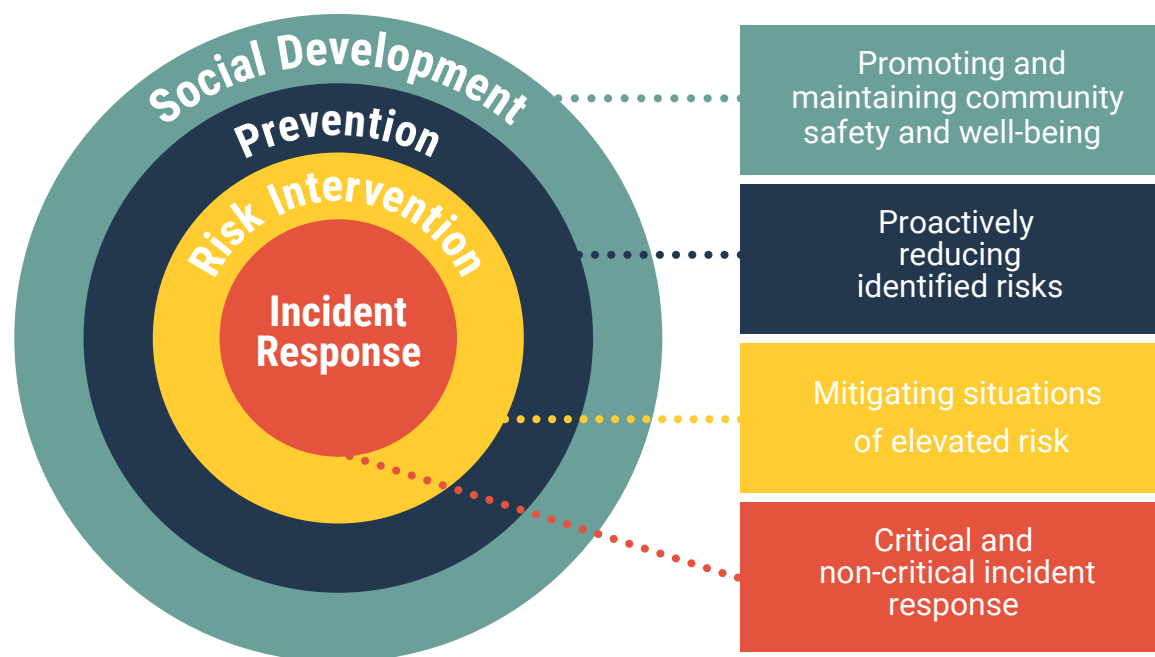 Social Development
Prevention
Risk Intervention
Incident
Response
Promoting and
maintaining community
safety and well-being
Proactively
reducing
identified risks
Mitigating situations
of elevated risk
Critical and
non-critical incident
response